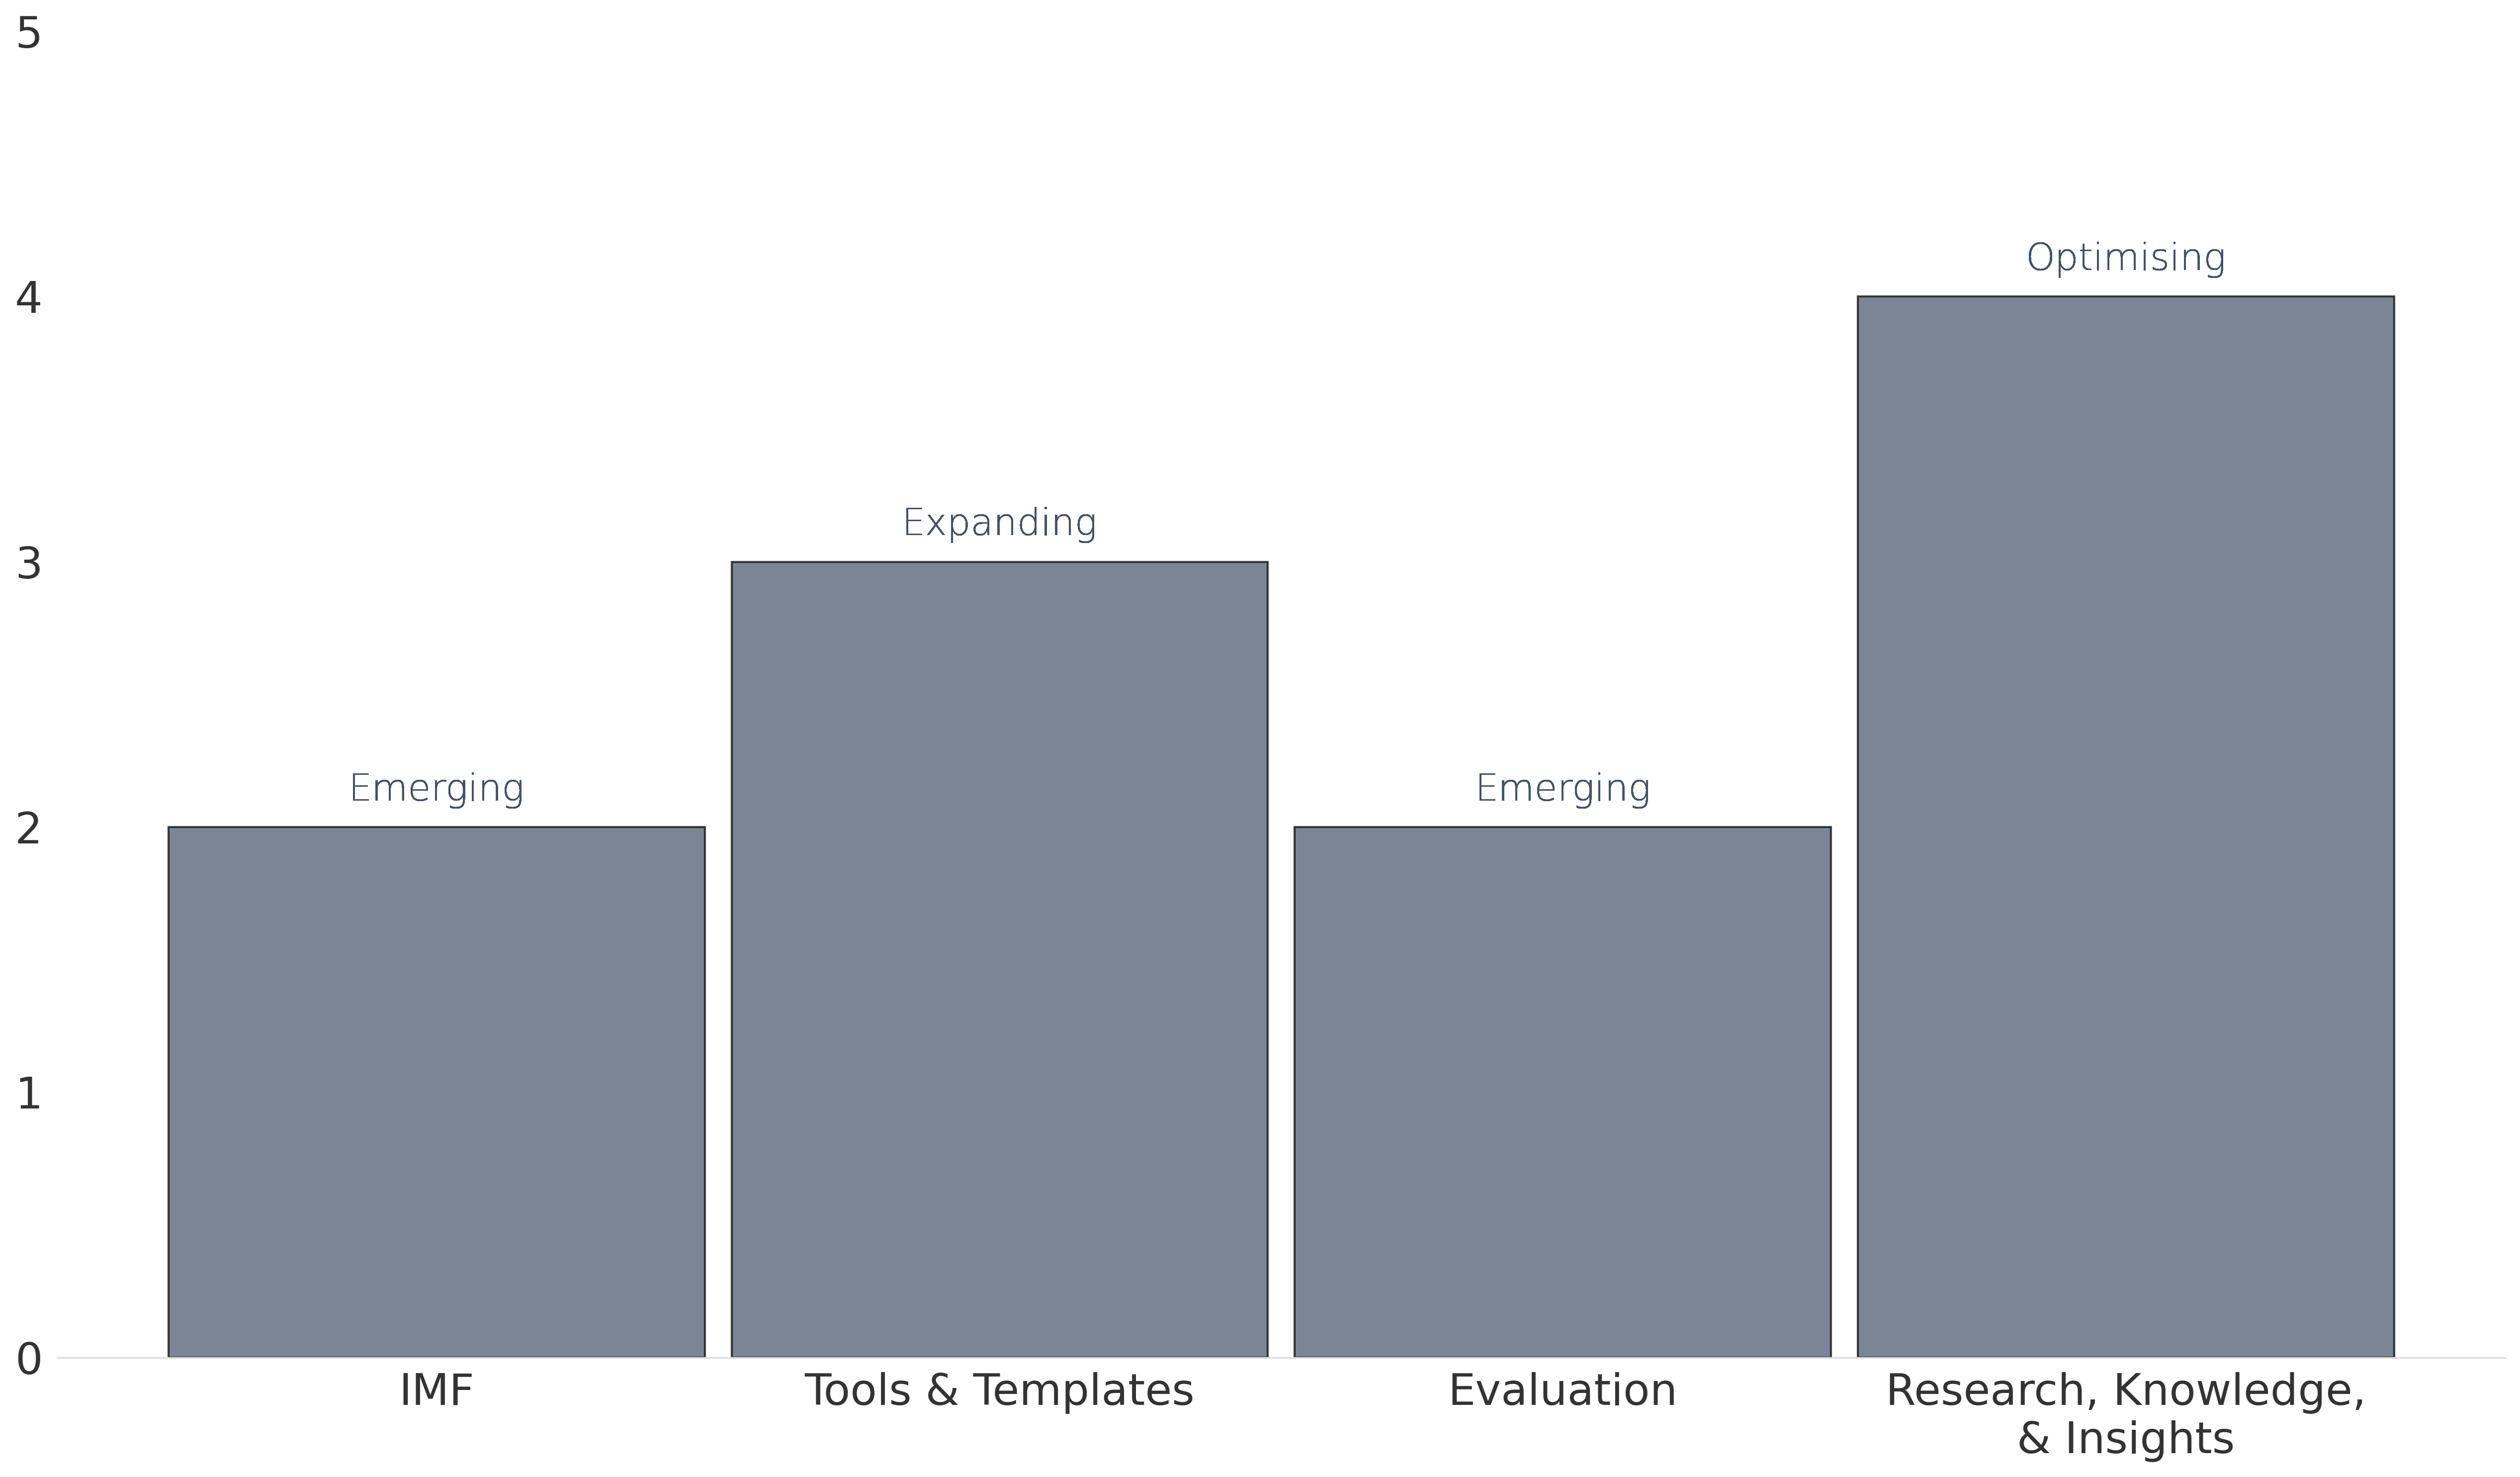 5
4
3
2
1
0
Optimising
Expanding
Emerging
Emerging
IMF
Tools & Templates
Evaluation
Research, Knowledge,
& Insights